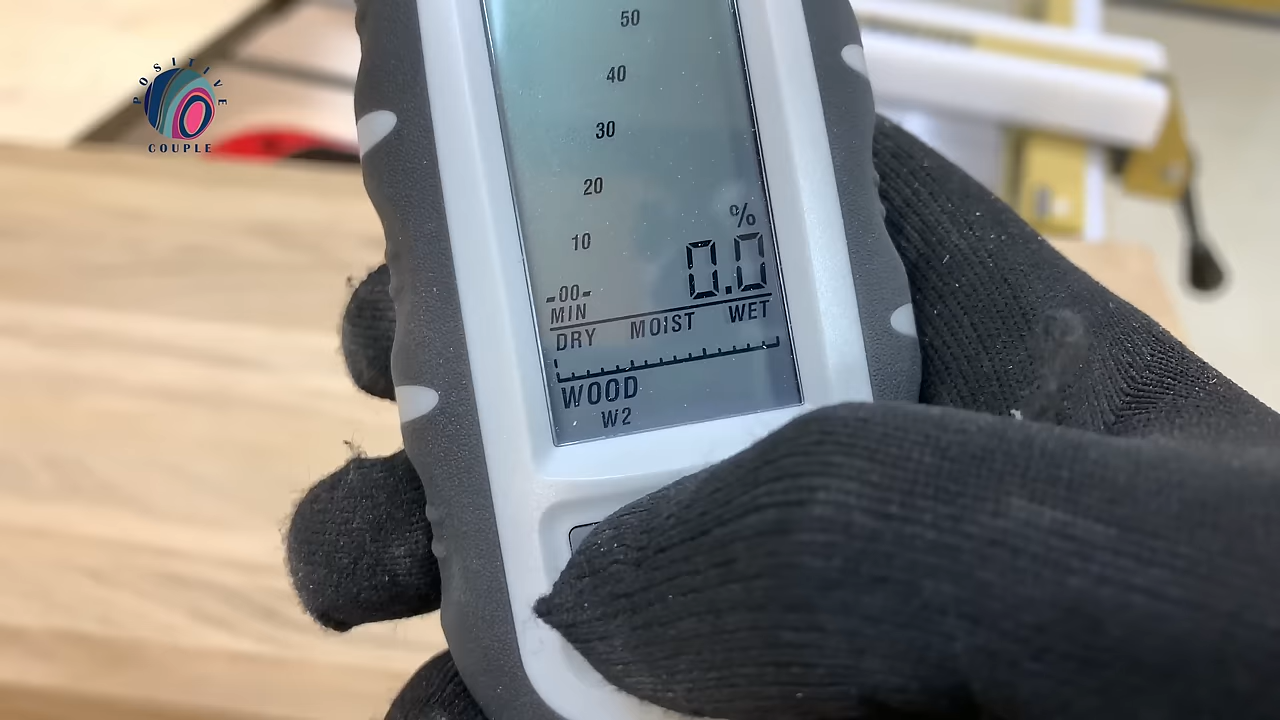 POSITIVE
COUPLE
50
40
30
20
10
%
0.0
-00-
MIN
DRY MOIST WET
WOOD
W2